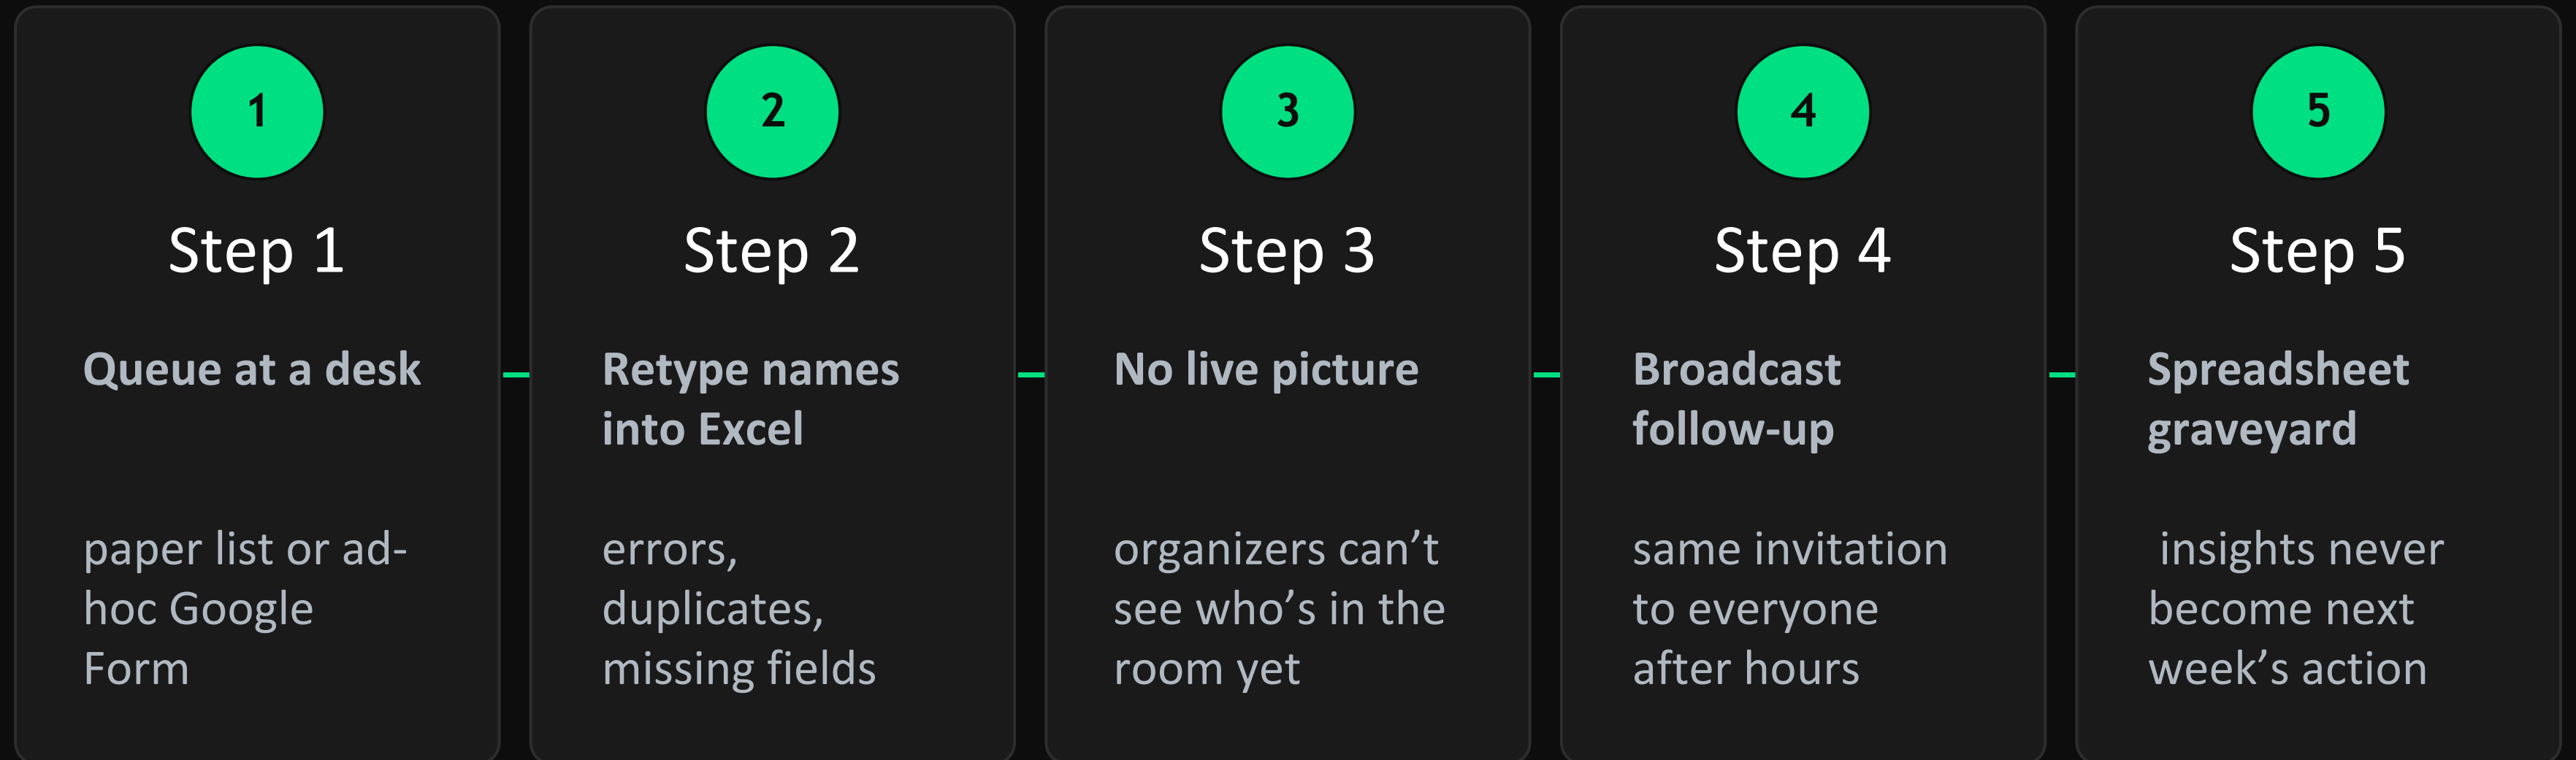 1
Step 1
Queue at a desk
paper list or ad-
hoc Google
Form
2
Step 2
Retype names
into Excel
errors,
duplicates,
missing fields
3
Step 3
No live picture
organizers can’t
see who’s in the
room yet
4
Step 4
Broadcast
follow-up
same invitation
to everyone
after hours
5
Step 5
Spreadsheet
graveyard
insights never
become next
week’s action